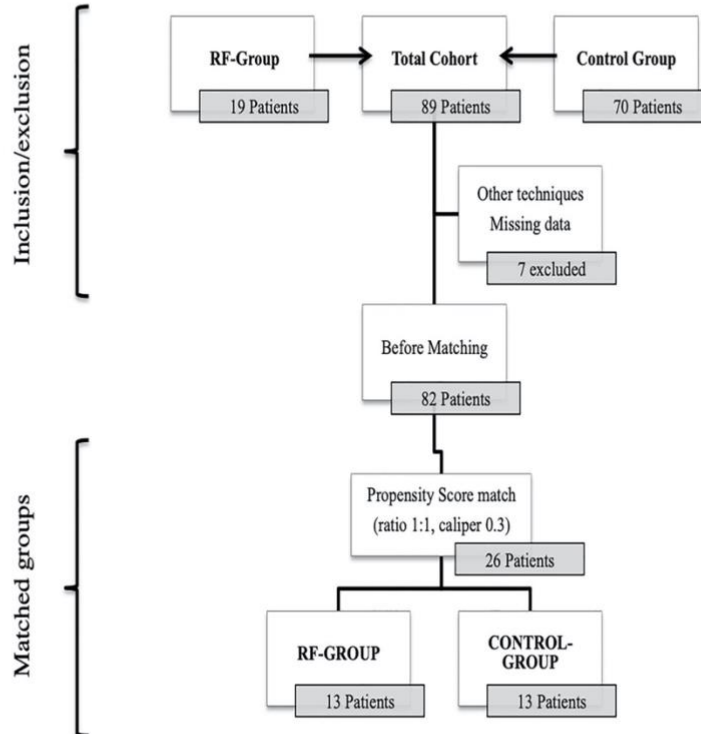 Inclusion/exclusion
RF-Group
19 Patients
Total Cohort
89 Patients
Control Group
70 Patients
Other techniques
Missing data
7 excluded
Before Matching
82 Patients
Matched groups
Propensity Score match
(ratio 1:1, caliper 0.3)
26 Patients
RF-GROUP
13 Patients
CONTROL-
GROUP
13 Patients